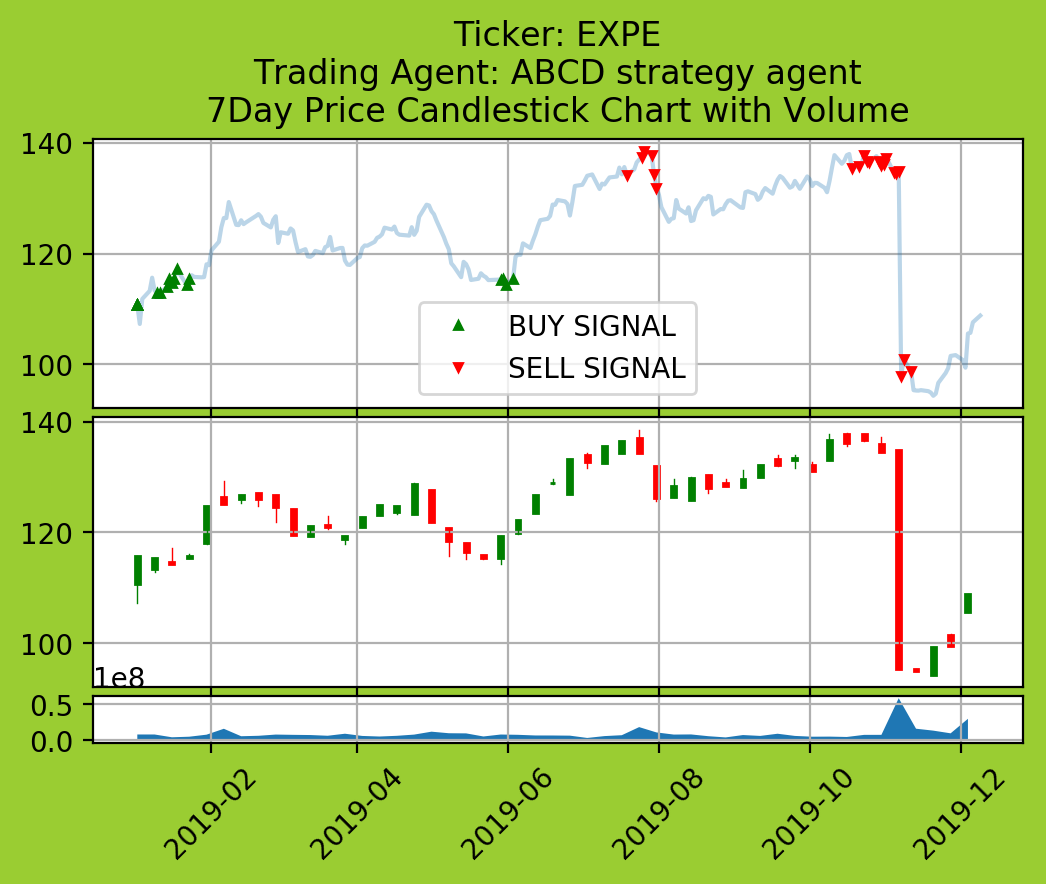 Ticker: EXPE
Trading Agent: ABCD strategy agent
7Day Price Candlestick Chart with Volume
140
120
100
BUY SIGNAL
SELL SIGNAL
140
120
100
1e8
0.5
0.0
2019-02
2019-04
2019-06
2019-08
2019-10
2019-12